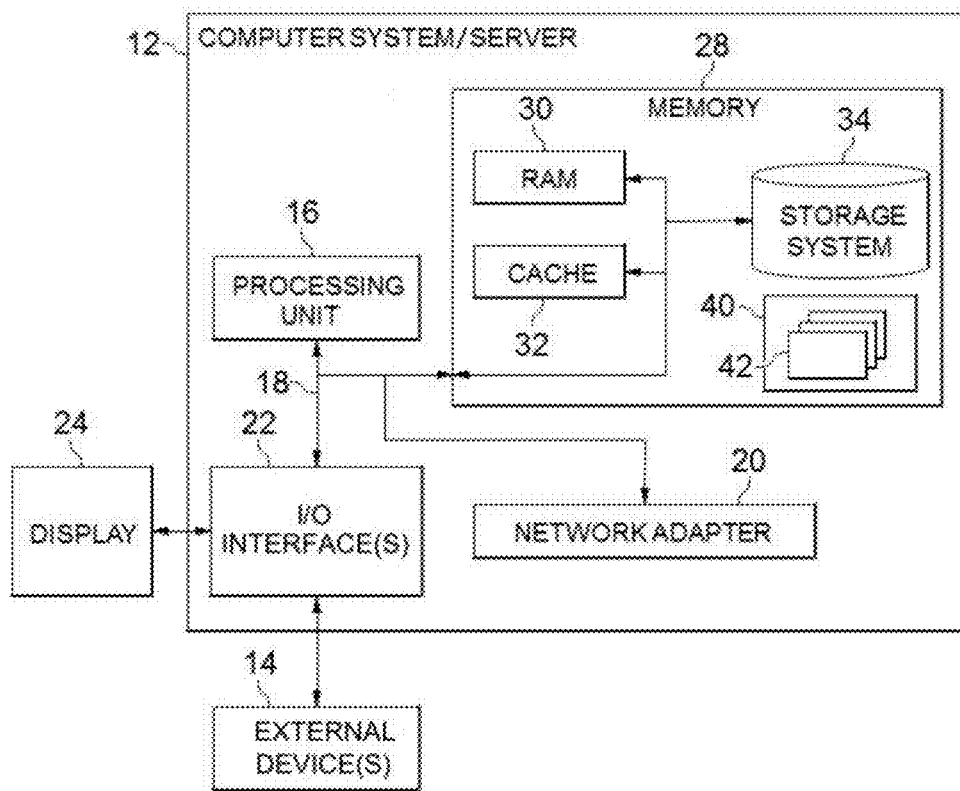 12
COMPUTER SYSTEM/SERVER
28
MEMORY
30
RAM
34
STORAGE
SYSTEM
16
PROCESSING
UNIT
CACHE
32
40
42
18
22
24
I/O
INTERFACE(S)
DISPLAY
20
NETWORK ADAPTER
14
EXTERNAL
DEVICE(S)